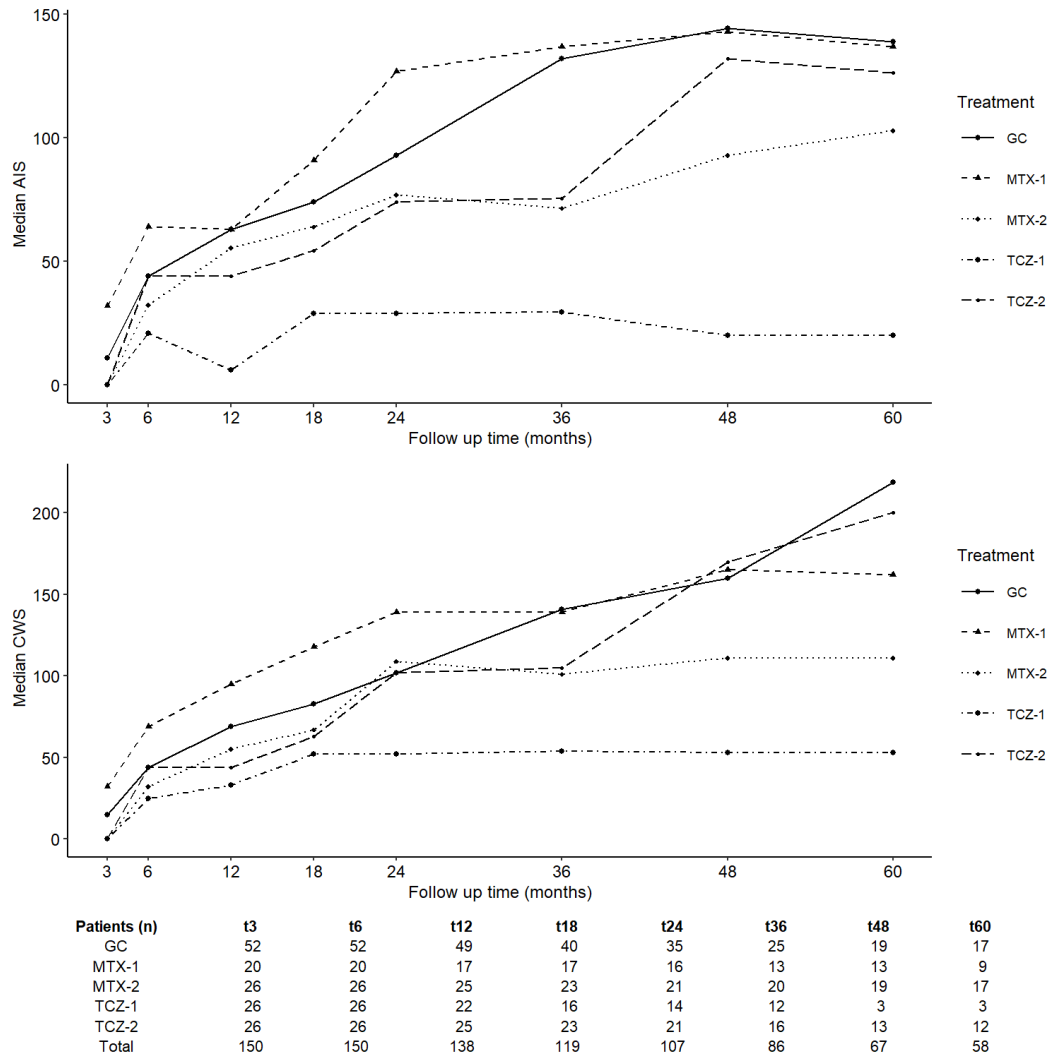 150
100
50
0
Median AIS
3 6 12 18 24 36 48 60
Follow up time (months)
Treatment
GC
MTX-1
MTX-2
TCZ-1
TCZ-2
200
150
100
50
0
Median CWS
3 6 12 18 24 36 48 60
Follow up time (months)
Treatment
GC
MTX-1
MTX-2
TCZ-1
TCZ-2
Patients (n) t3 t6 t12 t18 t24 t36 t48 t60
GC 52 52 49 40 35 25 19 17
MTX-1 20 20 17 17 16 13 13 9
MTX-2 26 26 25 23 21 20 19 17
TCZ-1 26 26 22 16 14 12 3 3
TCZ-2 26 26 25 23 21 16 13 12
Total 150 150 138 119 107 86 67 58